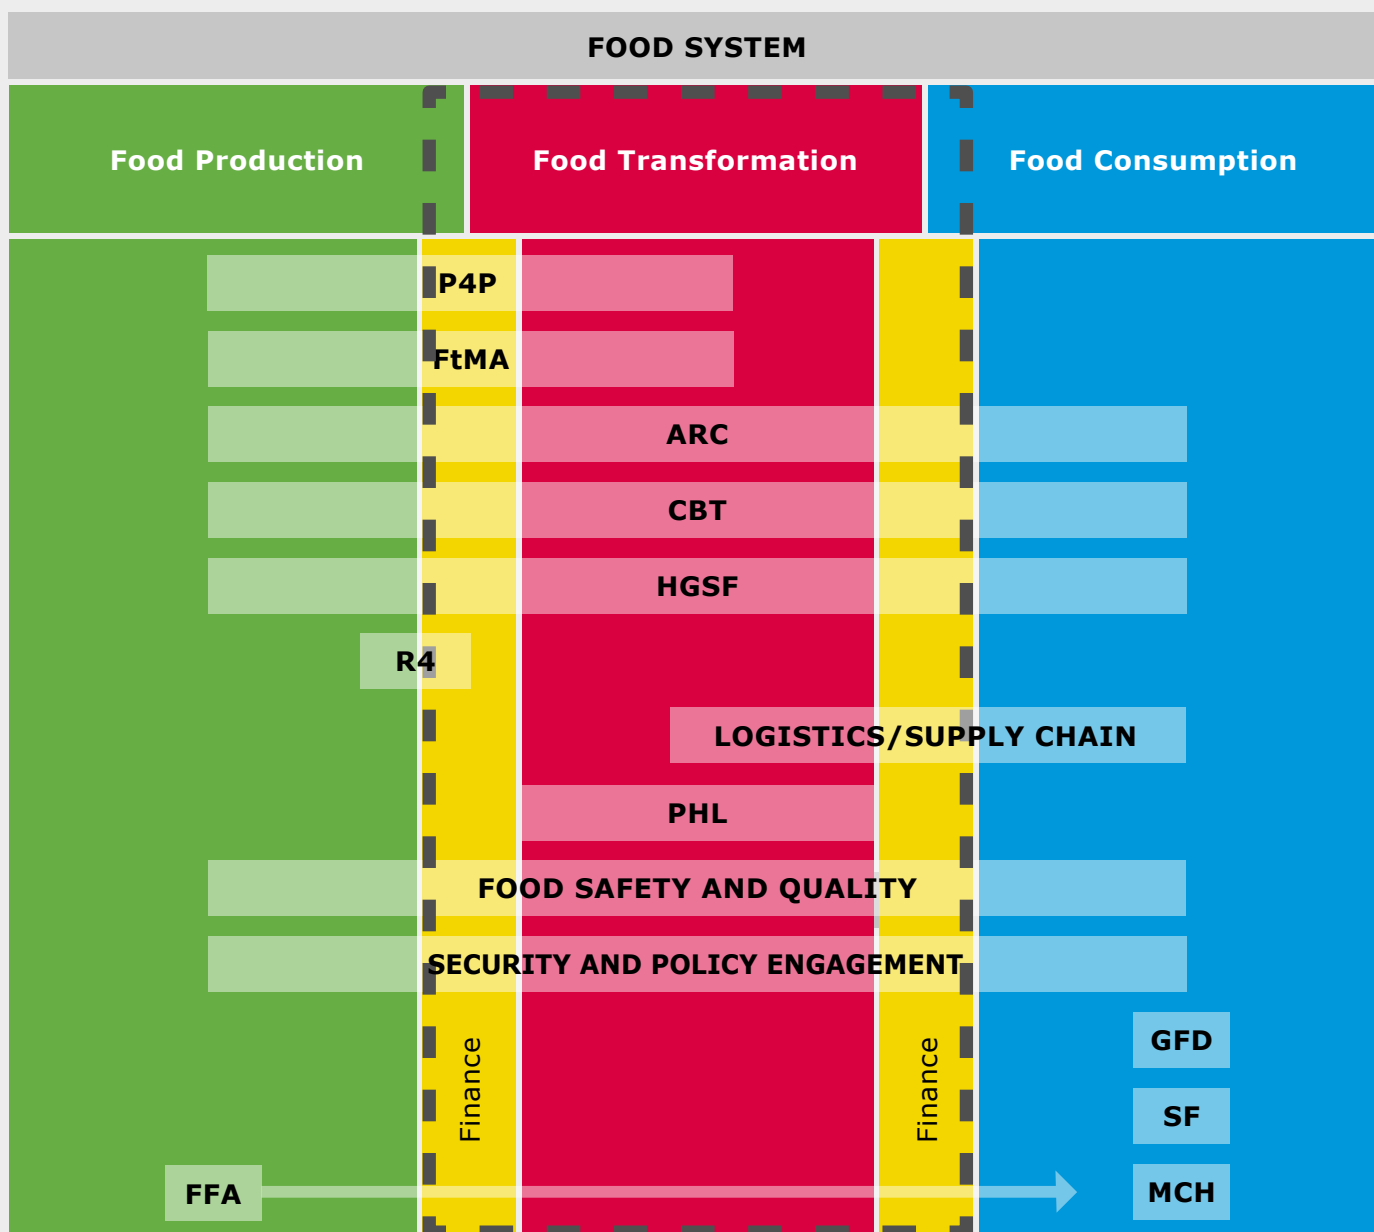 FOOD SYSTEM
Food Production
Food Transformation
Food Consumption
P4P
FtMA
ARC
CBT
HGSF
R4
LOGISTICS/SUPPLY CHAIN
PHL
FOOD SAFETY AND QUALITY
SECURITY AND POLICY ENGAGEMENT
Finance
Finance
GFD
SF
FFA
MCH